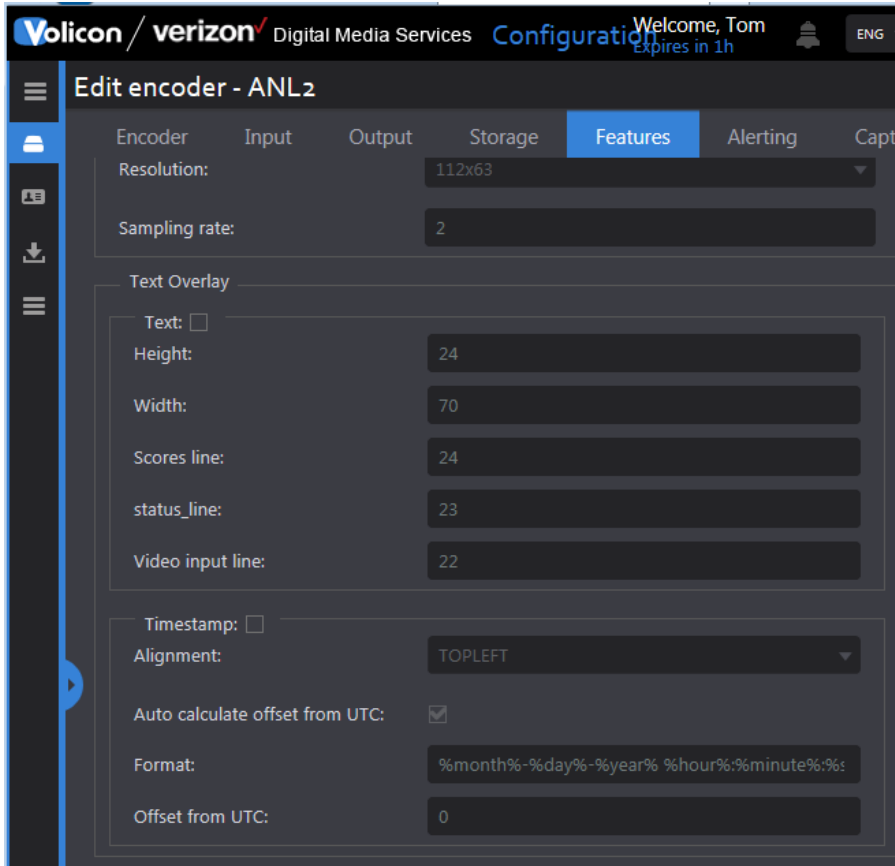 Volicon / verizon Digital Media Services Configuration Welcome, Tom ENG
Expires in 1h
Edit encoder - ANL2
Encoder Input Output Storage Features Alerting Capt
Resolution: 112x63
Sampling rate: 2
Text Overlay
Text:
Height: 24
Width: 70
Scores line: 24
status_line: 23
Video input line: 22
Timestamp:
Alignment: TOPLEFT
Auto calculate offset from UTC:
Format: %month%-%day%-%year% %hour%:%minute%:%s
Offset from UTC: 0